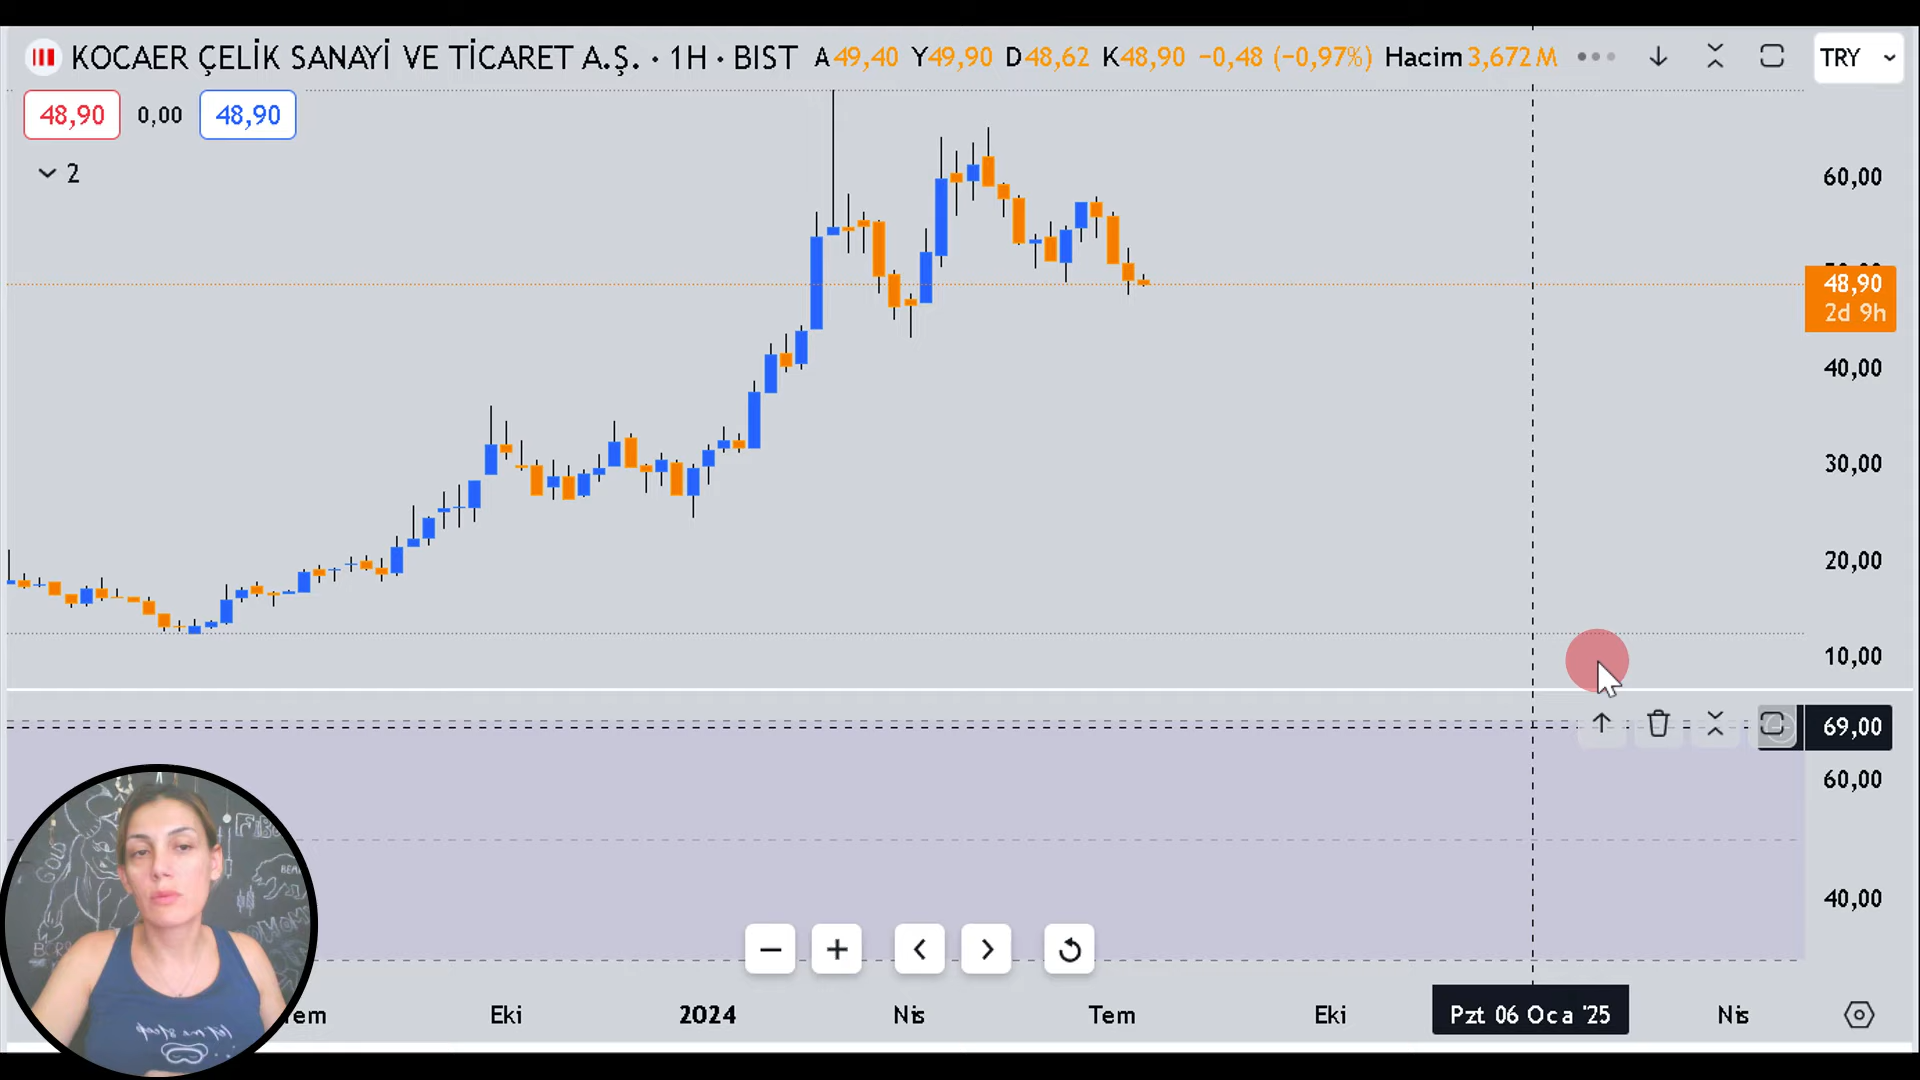 KOCAER ÇELİK SANAYİ VE TİCARET A.Ş. · 1H · BIST A49,40 Y49,90 D48,62 K48,90 −0,48 (−0,97%) Hacim 3,672M
TRY
48,90 0,00 48,90
2
60,00
48,90
2d 9h
40,00
30,00
20,00
10,00
69,00
60,00
40,00
Eki 2024 Nis Tem Eki Pzt 06 Oca '25 Nis